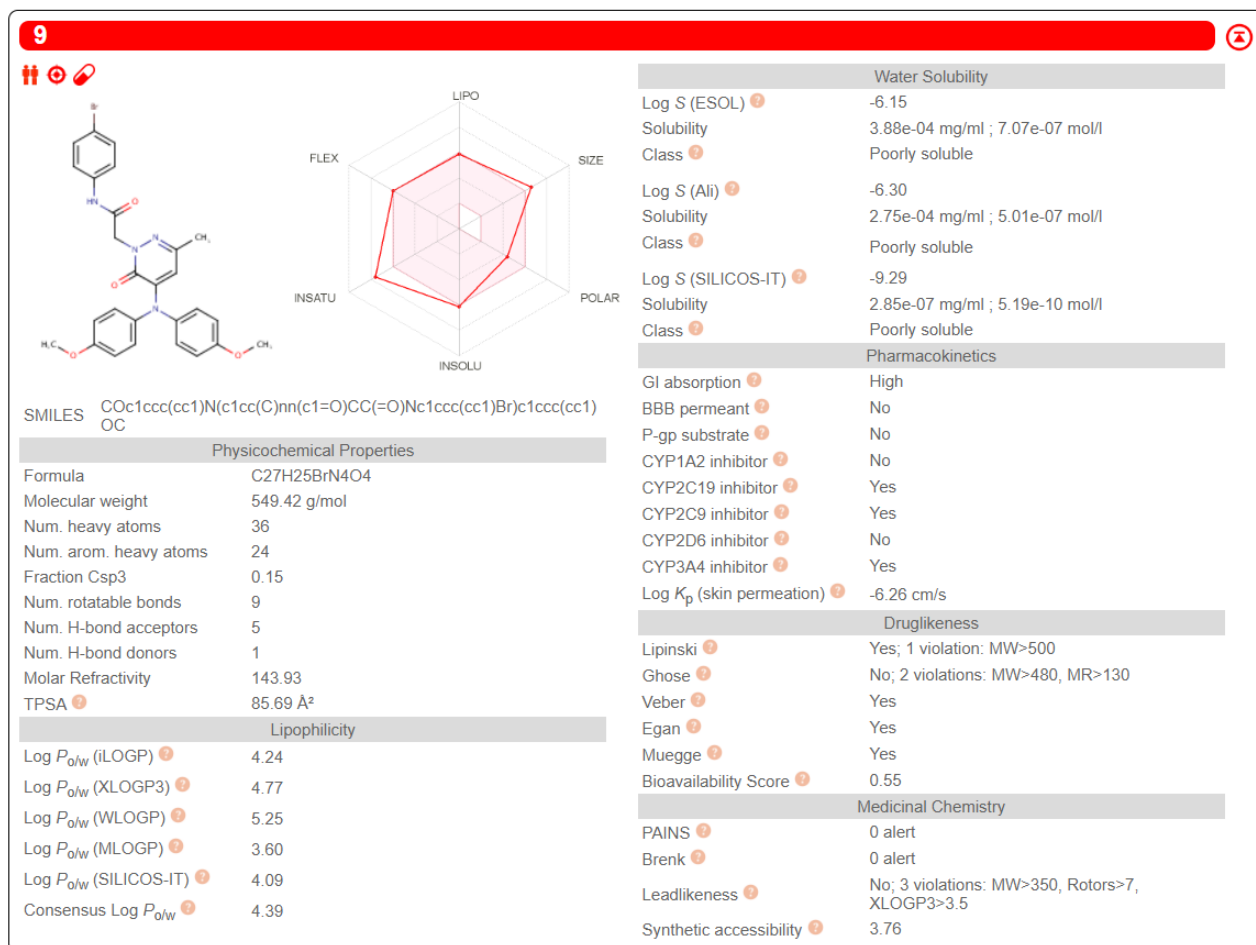 9
Br
HN
O
N
N
CH₃
O
N
H₃C
O
O
CH₃
LIPO
FLEX
SIZE
INSATU
POLAR
INSOLU
SMILES COc1ccc(cc1)N(c1cc(C)nn(c1=O)CC(=O)Nc1ccc(cc1)Br)c1ccc(cc1)
OC
Physicochemical Properties
Formula C27H25BrN4O4
Molecular weight 549.42 g/mol
Num. heavy atoms 36
Num. arom. heavy atoms 24
Fraction Csp3 0.15
Num. rotatable bonds 9
Num. H-bond acceptors 5
Num. H-bond donors 1
Molar Refractivity 143.93
TPSA ? 85.69 Å²
Lipophilicity
Log Po/w (iLOGP) ? 4.24
Log Po/w (XLOGP3) ? 4.77
Log Po/w (WLOGP) ? 5.25
Log Po/w (MLOGP) ? 3.60
Log Po/w (SILICOS-IT) ? 4.09
Consensus Log Po/w ? 4.39
Water Solubility
Log S (ESOL) ? -6.15
Solubility 3.88e-04 mg/ml ; 7.07e-07 mol/l
Class ? Poorly soluble
Log S (Ali) ? -6.30
Solubility 2.75e-04 mg/ml ; 5.01e-07 mol/l
Class ? Poorly soluble
Log S (SILICOS-IT) ? -9.29
Solubility 2.85e-07 mg/ml ; 5.19e-10 mol/l
Class ? Poorly soluble
Pharmacokinetics
GI absorption ? High
BBB permeant ? No
P-gp substrate ? No
CYP1A2 inhibitor ? No
CYP2C19 inhibitor ? Yes
CYP2C9 inhibitor ? Yes
CYP2D6 inhibitor ? No
CYP3A4 inhibitor ? Yes
Log Kp (skin permeation) ? -6.26 cm/s
Druglikeness
Lipinski ? Yes; 1 violation: MW>500
Ghose ? No; 2 violations: MW>480, MR>130
Veber ? Yes
Egan ? Yes
Muegge ? Yes
Bioavailability Score ? 0.55
Medicinal Chemistry
PAINS ? 0 alert
Brenk ? 0 alert
Leadlikeness ? No; 3 violations: MW>350, Rotors>7,
XLOGP3>3.5
Synthetic accessibility ? 3.76